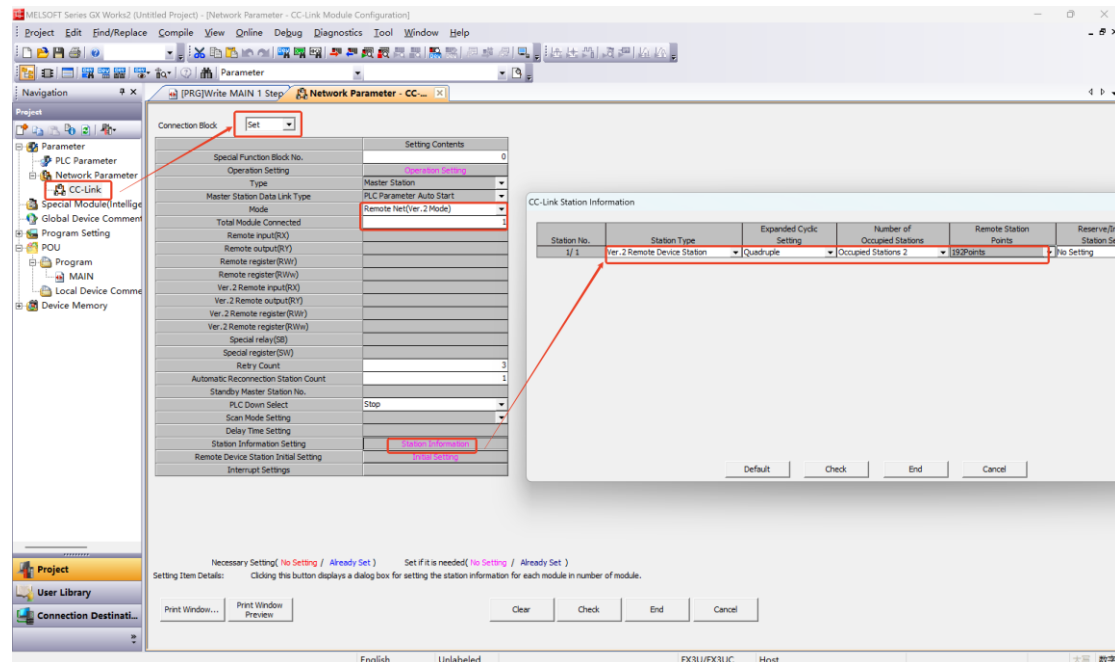 MELSOFT Series GX Works2 (Untitled Project) - [Network Parameter - CC-Link Module Configuration]
Project Edit Find/Replace Compile View Online Debug Diagnostics Tool Window Help
Parameter
Navigation
[PRG]Write MAIN 1 Step
Network Parameter - CC-...
Project
Parameter
PLC Parameter
Network Parameter
CC-Link
Special Module(Intellige
Global Device Comment
Program Setting
POU
Program
MAIN
Local Device Comme
Device Memory
Connection Block Set
Setting Contents
Special Function Block No. 0
Operation Setting Operation Setting
Type Master Station
Master Station Data Link Type PLC Parameter Auto Start
Mode Remote Net(Ver.2 Mode)
Total Module Connected 1
Remote input(RX)
Remote output(RY)
Remote register(RWr)
Remote register(RWw)
Ver.2 Remote input(RX)
Ver.2 Remote output(RY)
Ver.2 Remote register(RWr)
Ver.2 Remote register(RWw)
Special relay(SB)
Special register(SW)
Retry Count 3
Automatic Reconnection Station Count 1
Standby Master Station No.
PLC Down Select Stop
Scan Mode Setting
Delay Time Setting
Station Information Setting Station Information
Remote Device Station Initial Setting Initial Setting
Interrupt Settings
CC-Link Station Information
Station No. Station Type Expanded Cyclic Setting Number of Occupied Stations Remote Station Points Reserve/In Station Se
1/ 1 Ver.2 Remote Device Station Quadruple Occupied Stations 2 192Points No Setting
Default Check End Cancel
Necessary Setting( No Setting / Already Set ) Set if it is needed( No Setting / Already Set )
Setting Item Details: Clicking this button displays a dialog box for setting the station information for each module in number of module.
Print Window... Print Window Preview Clear Check End Cancel
Project
User Library
Connection Destinati...
English Unlabeled FX3U/FX3UC Host 大写 数字